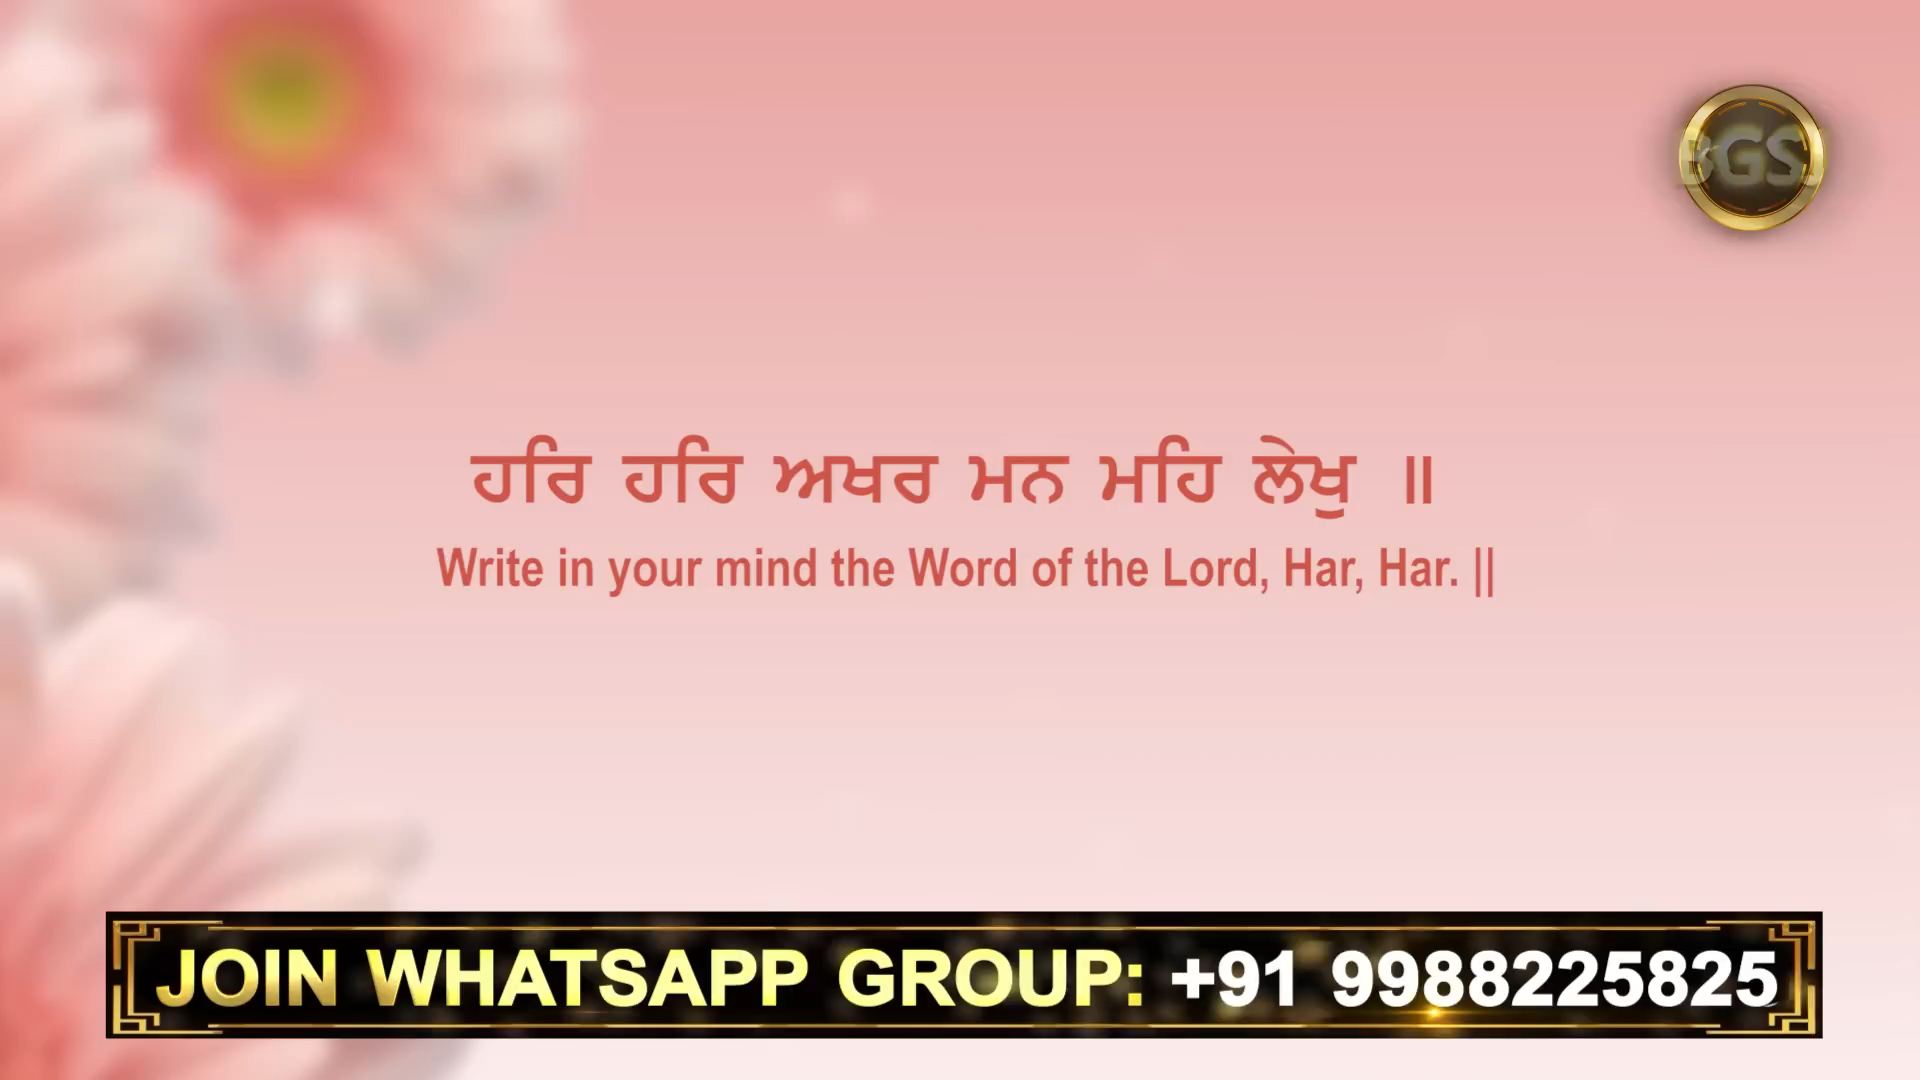 BGS
ਹਰਿ ਹਰਿ ਅਖਰ ਮਨ ਮਹਿ ਲੇਖੁ ॥
Write in your mind the Word of the Lord, Har, Har. ||
JOIN WHATSAPP GROUP: +91 9988225825